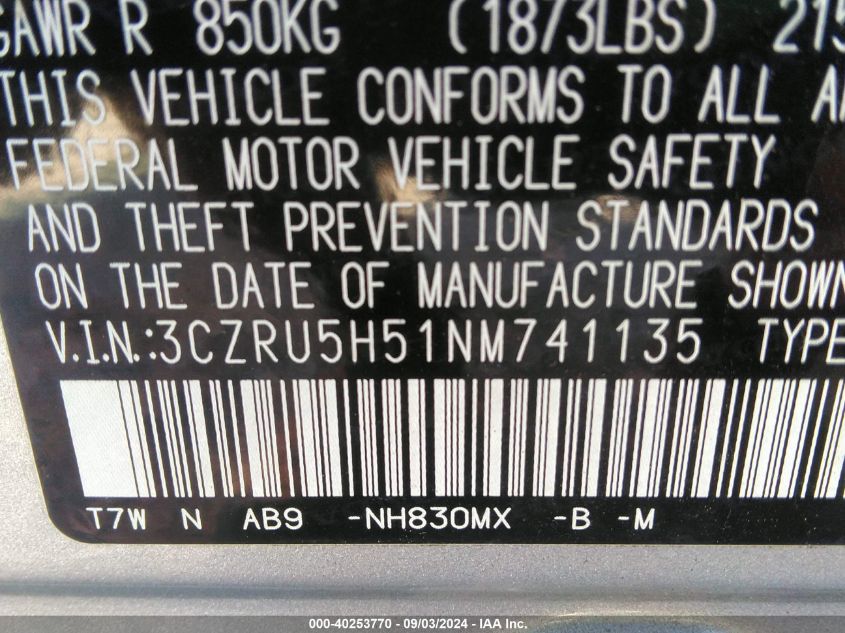 GAWR R 850KG (1873LBS) 215
THIS VEHICLE CONFORMS TO ALL
FEDERAL MOTOR VEHICLE SAFETY
AND THEFT PREVENTION STANDARDS
ON THE DATE OF MANUFACTURE SHOWN
V.I.N.:3CZRU5H51NM741135 TYPE
T7W N AB9 -NH830MX -B -M
000-40253770 - 09/03/2024 - IAA Inc.